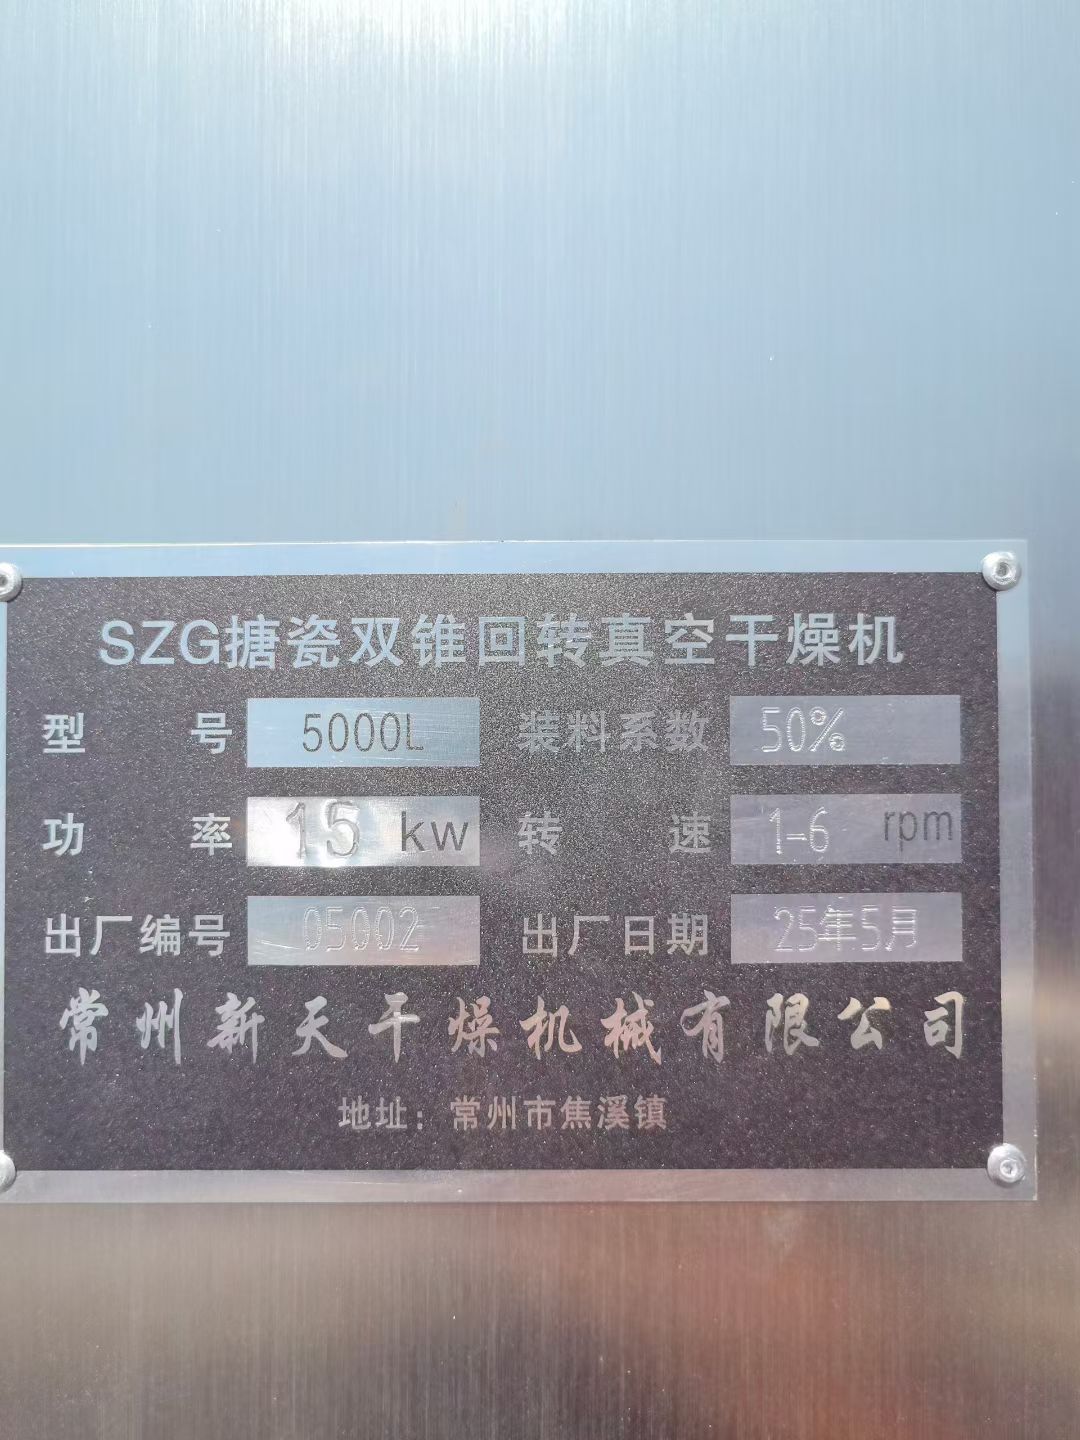 SZG搪瓷双锥回转真空干燥机
型号 5000L 装料系数 50%
功率 15 kw 转速 1-6 rpm
出厂编号 05002 出厂日期 25年5月
常州新天干燥机械有限公司
地址：常州市焦溪镇